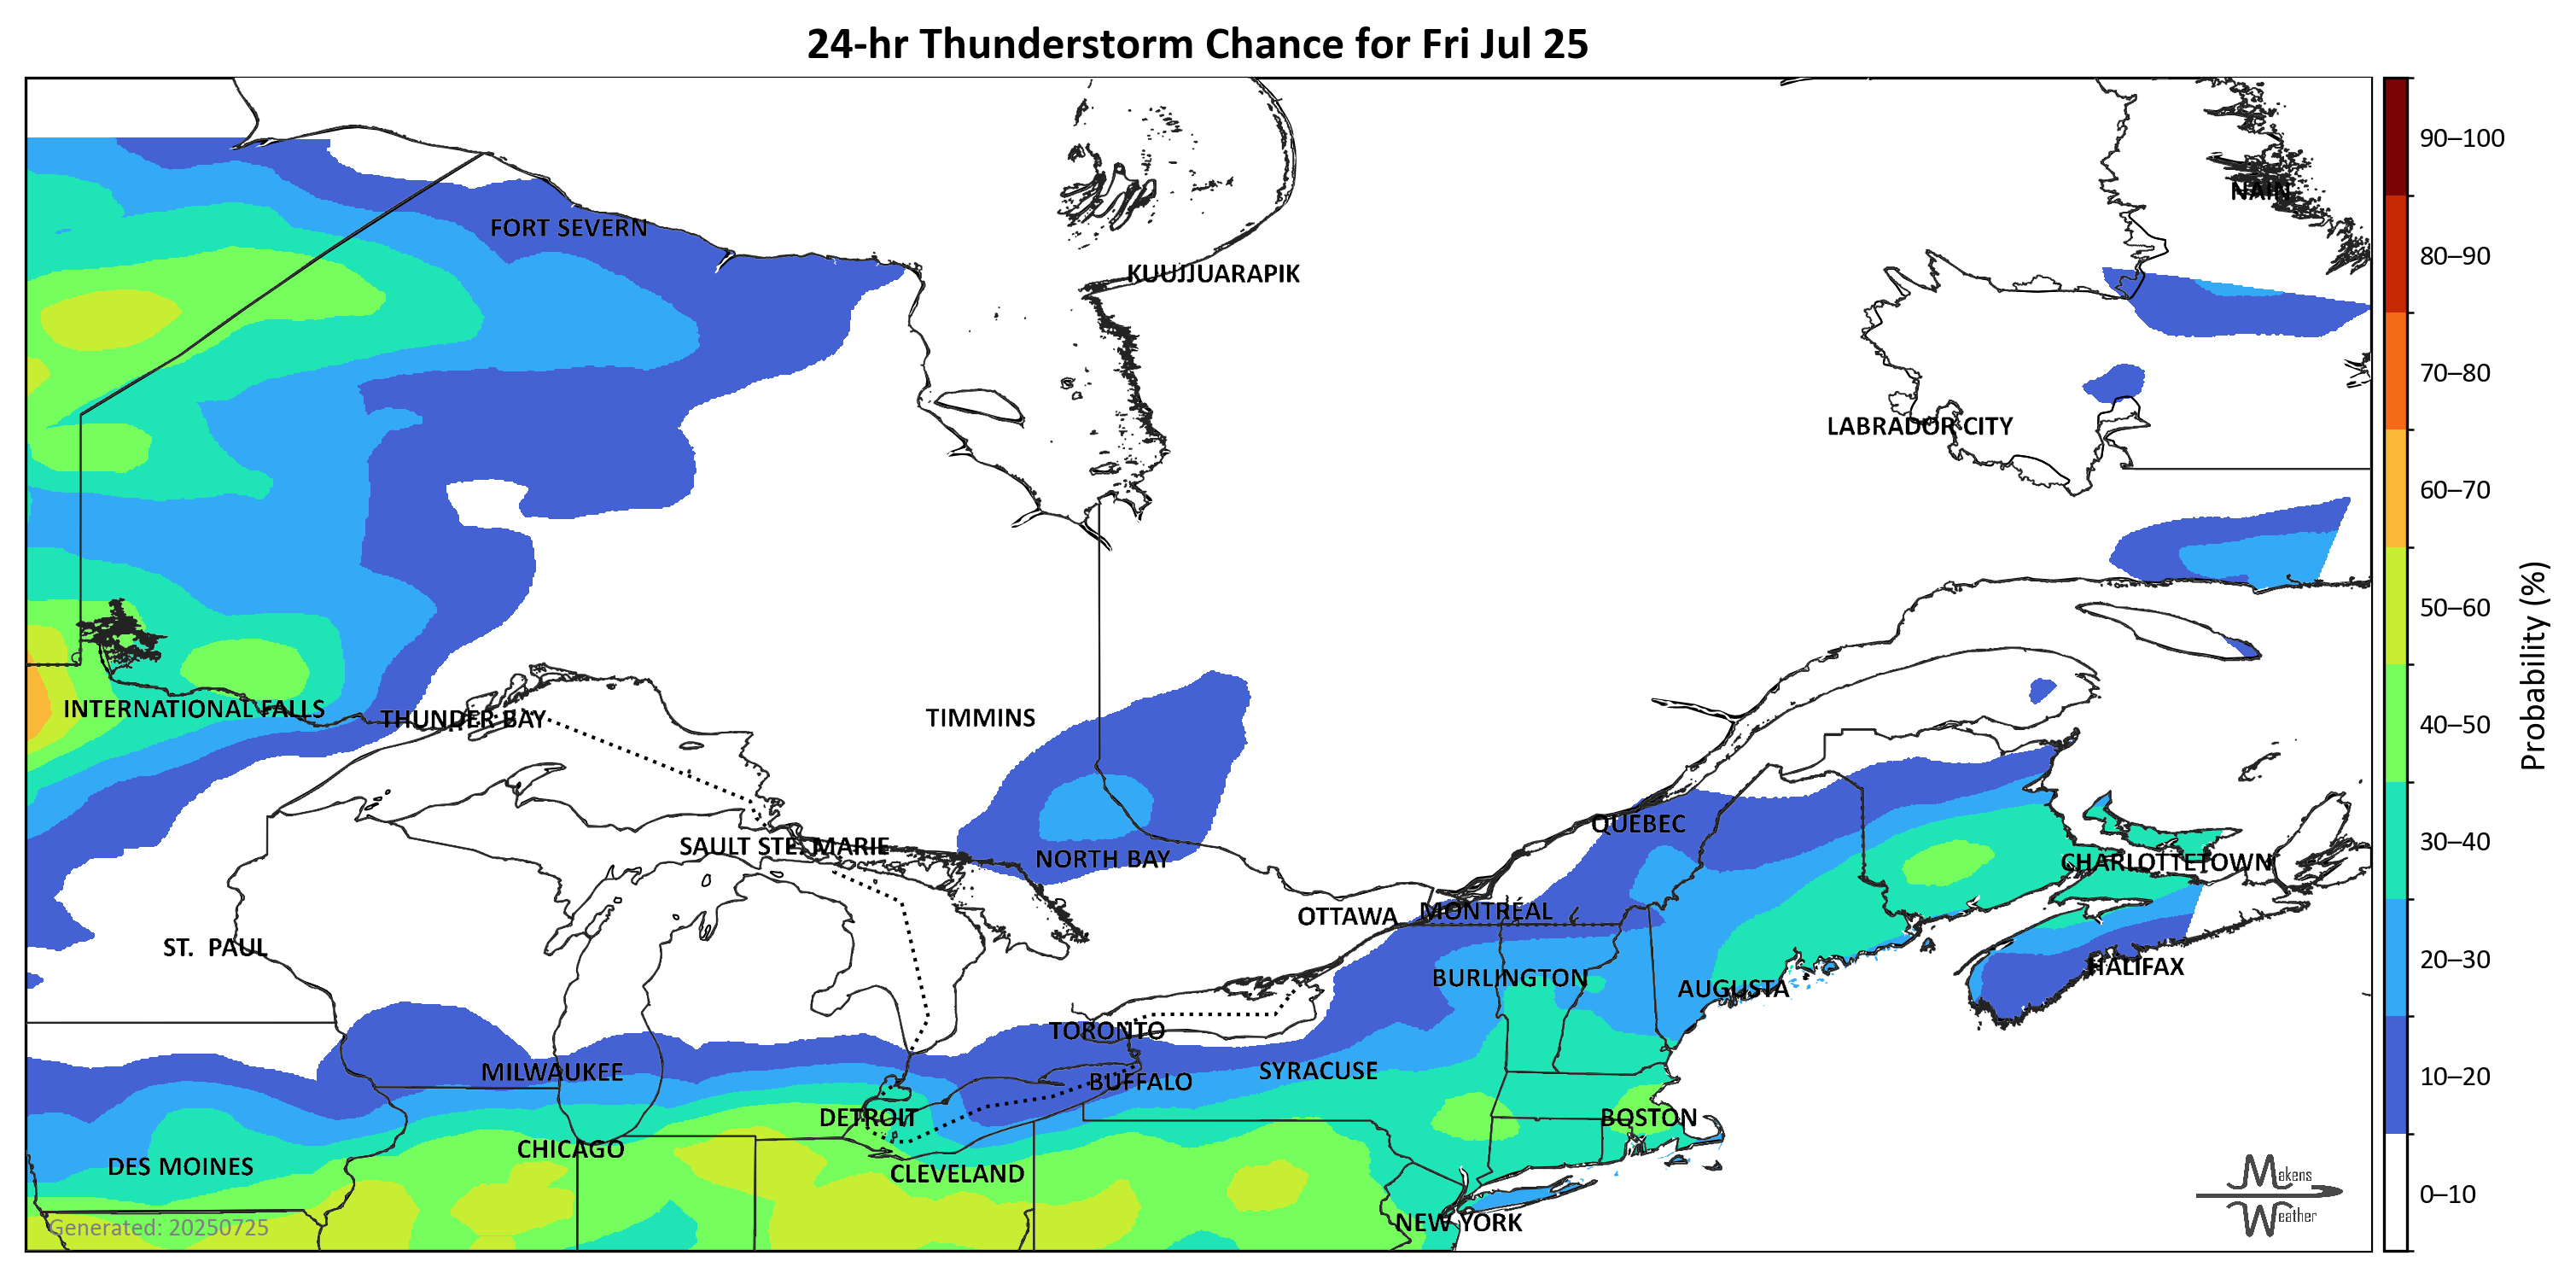 24-hr Thunderstorm Chance for Fri Jul 25
90–100
NAIN
FORT SEVERN
80–90
KUUJJUARAPIK
70–80
LABRADOR CITY
60–70
50–60
INTERNATIONAL FALLS
THUNDER BAY
TIMMINS
40–50
Probability (%)
QUEBEC
SAULT STE. MARIE
30–40
NORTH BAY
CHARLOTTETOWN
OTTAWA
MONTRÉAL
ST. PAUL
20–30
HALIFAX
BURLINGTON
AUGUSTA
TORONTO
MILWAUKEE
SYRACUSE
10–20
BUFFALO
DETROIT
BOSTON
CHICAGO
DES MOINES
CLEVELAND
Makens
Weather
0–10
NEW YORK
Generated: 20250725